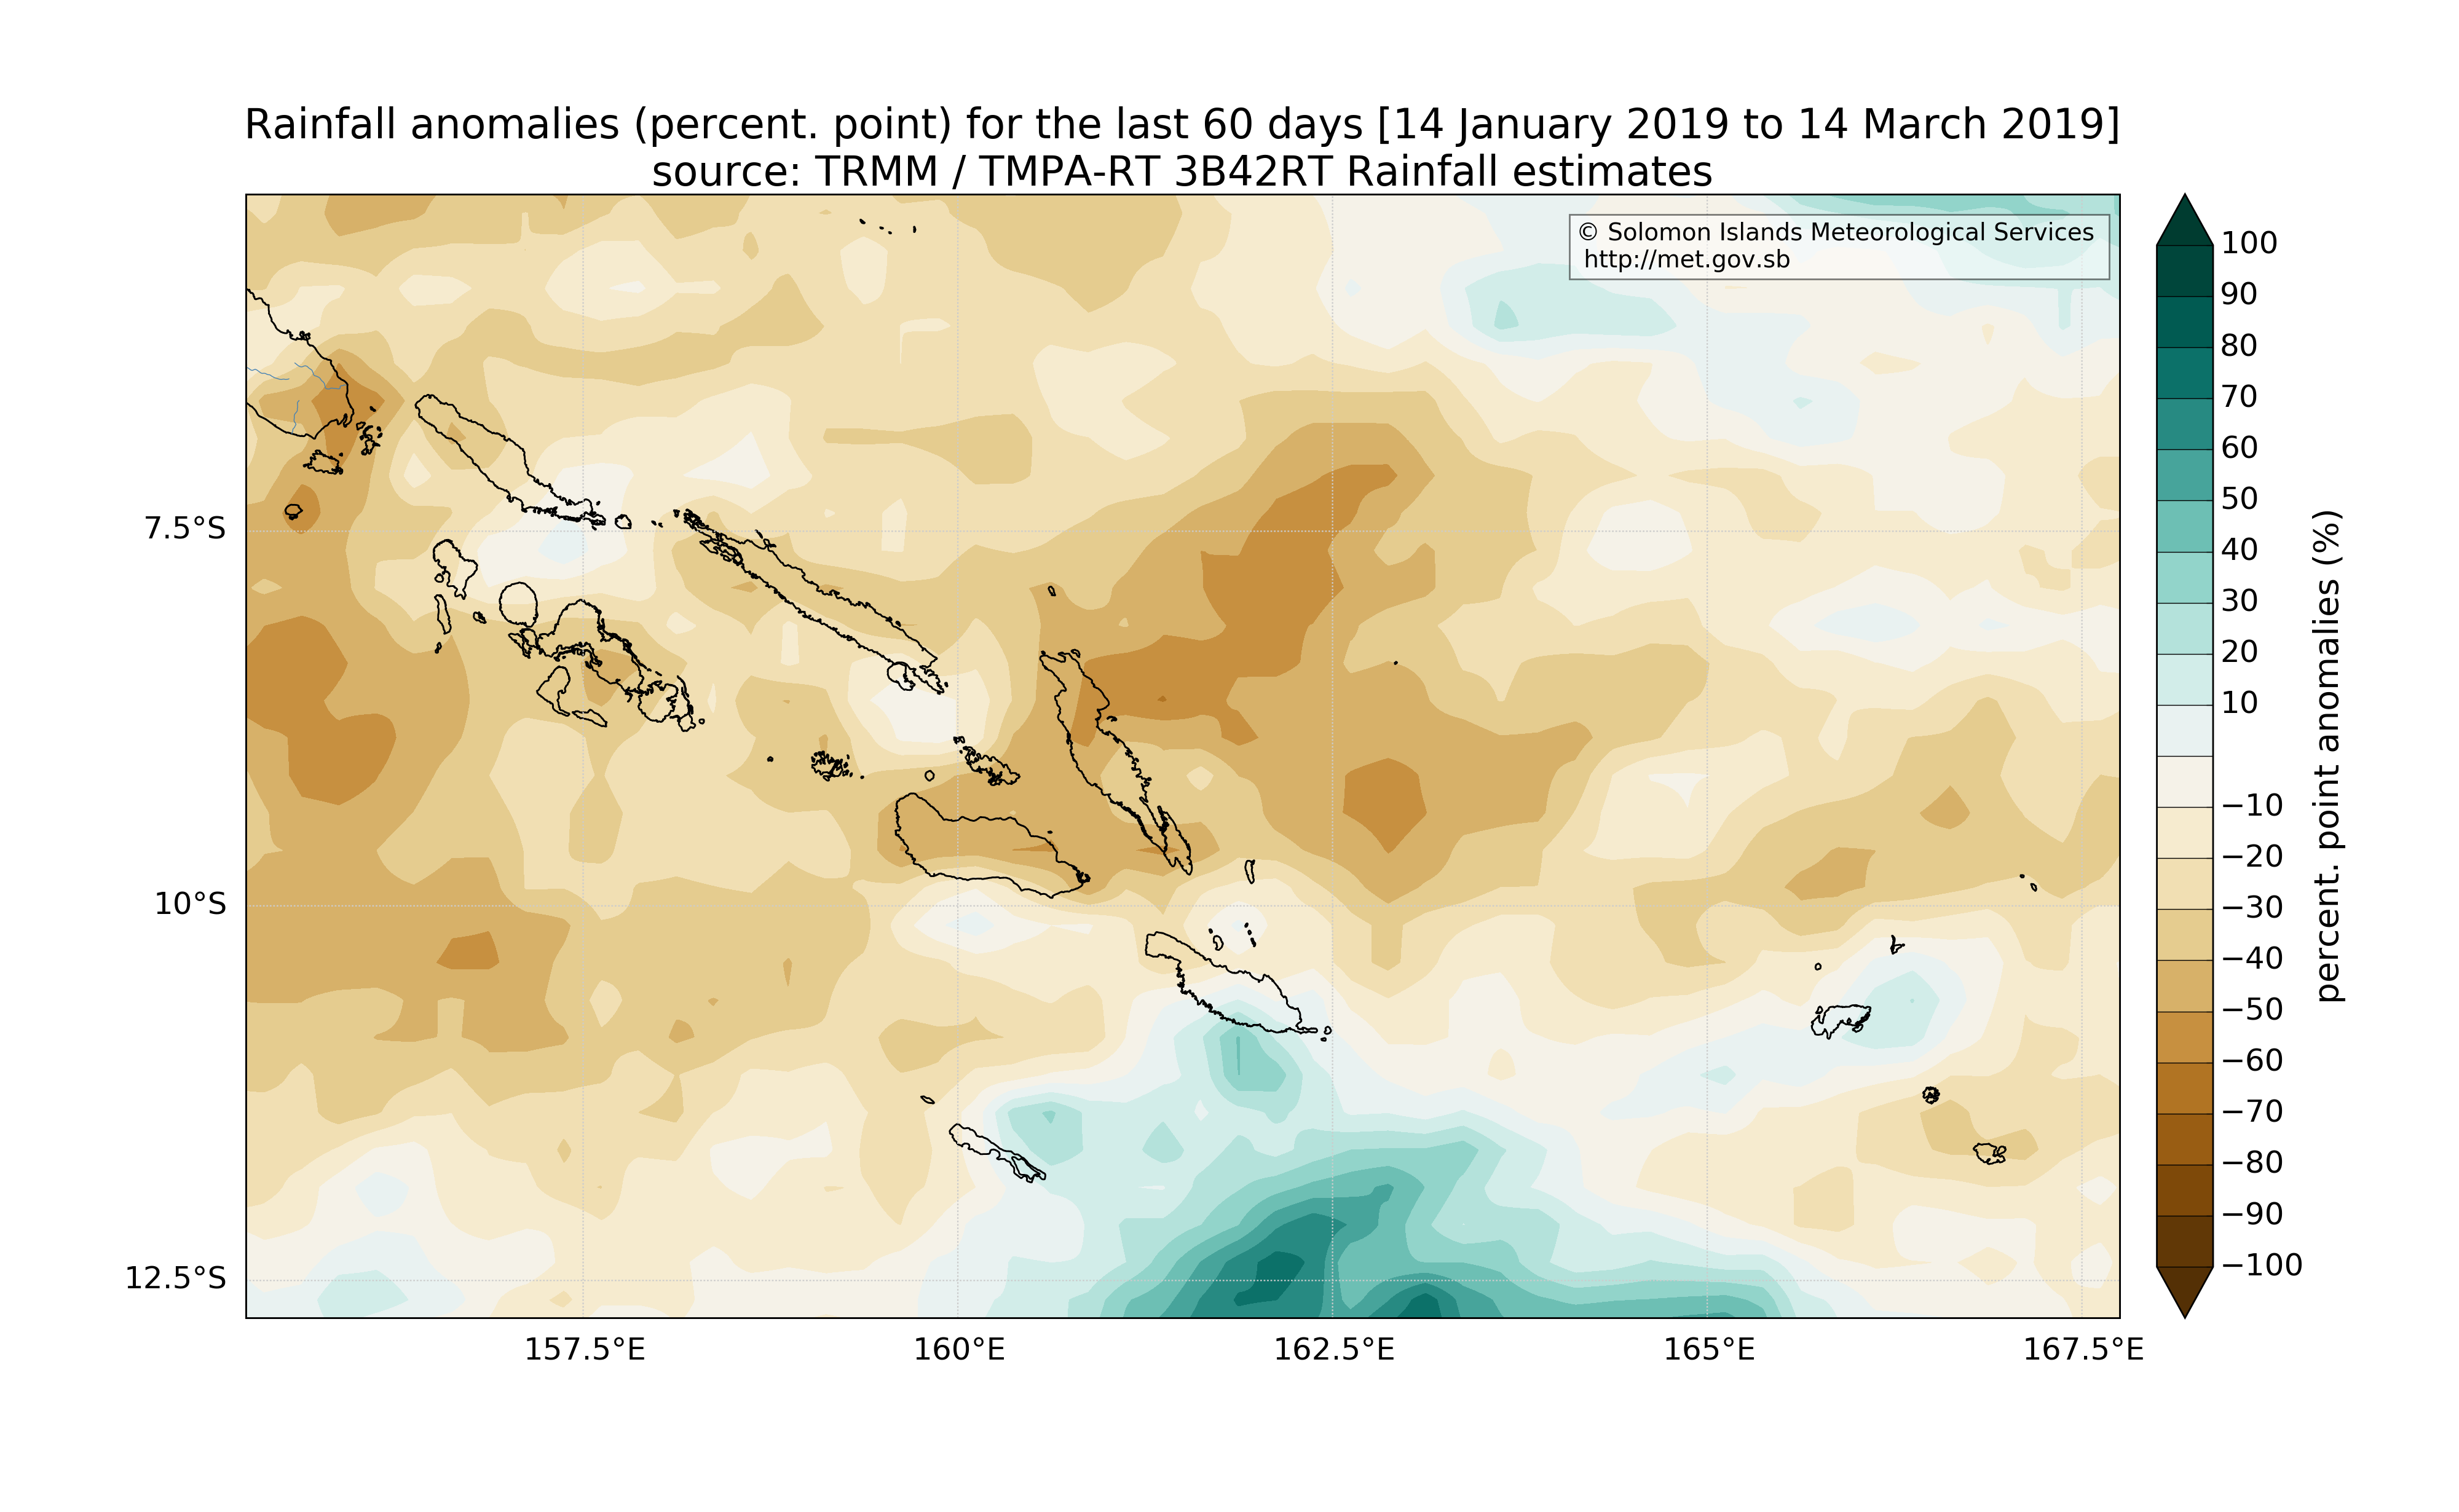 Rainfall anomalies (percent. point) for the last 60 days [14 January 2019 to 14 March 2019]
source: TRMM / TMPA-RT 3B42RT Rainfall estimates
© Solomon Islands Meteorological Services
http://met.gov.sb
7.5°S
10°S
12.5°S
157.5°E
160°E
162.5°E
165°E
167.5°E
100
90
80
70
60
50
40
30
20
10
−10
−20
−30
−40
−50
−60
−70
−80
−90
−100
percent. point anomalies (%)